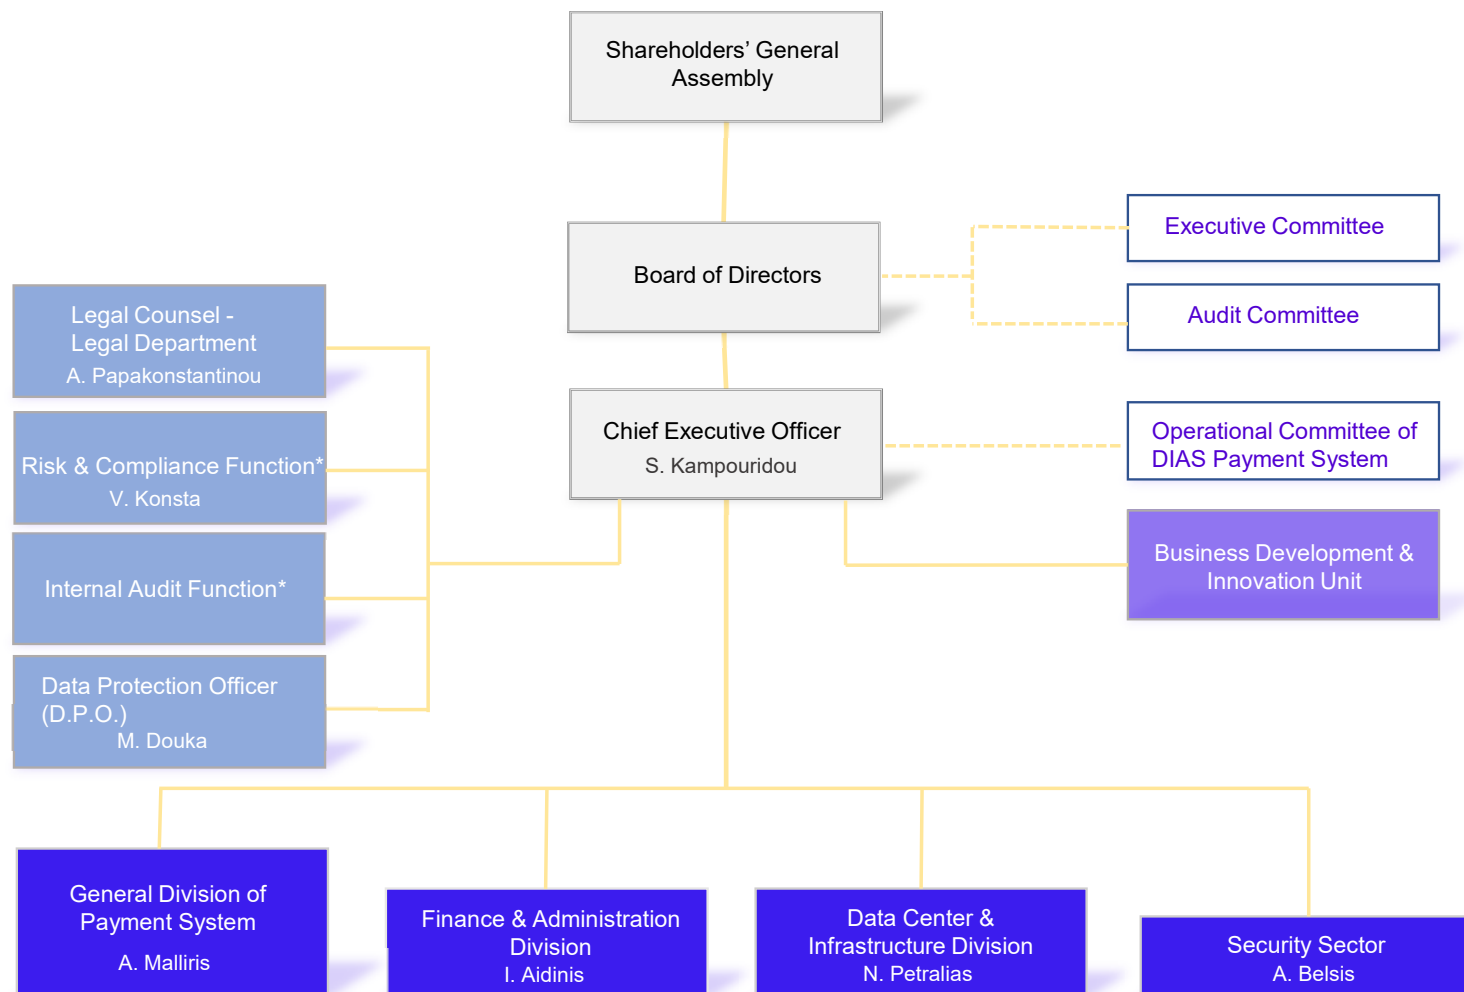 Shareholders’ General
Assembly
Board of Directors
Executive Committee
Audit Committee
Legal Counsel -
Legal Department
A. Papakonstantinou
Chief Executive Officer
S. Kampouridou
Operational Committee of
DIAS Payment System
Risk & Compliance Function*
V. Konsta
Business Development &
Innovation Unit
Internal Audit Function*
Data Protection Officer
(D.P.O.)
M. Douka
General Division of
Payment System
A. Malliris
Finance & Administration
Division
I. Aidinis
Data Center &
Infrastructure Division
N. Petralias
Security Sector
A. Belsis